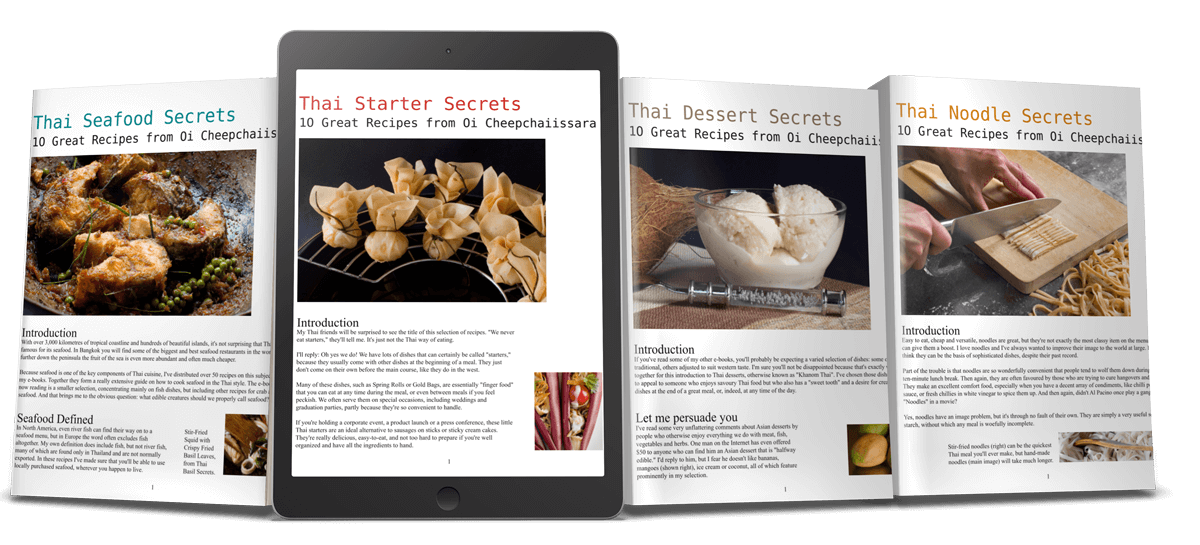 Thai Seafood Secrets
10 Great Recipes from Oi Cheepchaiis
Introduction
With over 3,000 kilometres of tropical coastline and hundreds of beautiful islands, it's not surprising that Th
famous for its seafood. In Bangkok you will find some of the biggest and best seafood restaurants in the wor
further down the peninsula the fruit of the sea is even more abundant and often much cheaper.
Because seafood is one of the key components of Thai cuisine, I've distributed over 50 recipes on this subjec
my e-books. Together they form a really extensive guide on how to cook seafood in the Thai style. The e-boo
now reading is a smaller selection, concentrating mainly on fish dishes, but including other recipes for crab
seafood. And that brings me to the obvious question: what edible creatures should we properly call seafood?
Seafood Defined
In North America, even river fish can find their way on to a
seafood menu, but in Europe the word often excludes fish
altogether. My own definition does include fish, but not river fish,
many of which are found only in Thailand and are not normally
exported. In these recipes I've made sure that you'll be able to use
locally purchased seafood, wherever you happen to live.
Stir-Fried
Squid with
Crispy Fried
Basil Leaves,
from Thai
Basil Secrets.
1
Thai Starter Secrets
10 Great Recipes from Oi Cheepchaiissara
Introduction
My Thai friends will be surprised to see the title of this selection of recipes. "We never
eat starters," they'll tell me. It's just not the Thai way of eating.
I'll reply: Oh yes we do! We have lots of dishes that can certainly be called "starters,"
because they usually come with other dishes at the beginning of a meal. They just
don't come on their own before the main course, like they do in the west.
Many of these dishes, such as Spring Rolls or Gold Bags, are essentially "finger food"
that you can eat at any time during the meal, or even between meals if you feel
peckish. We often serve them on special occasions, including weddings and
graduation parties, partly because they're so convenient to handle.
If you're holding a corporate event, a product launch or a press conference, these little
Thai starters are an ideal alternative to sausages on sticks or sticky cream cakes.
They're really delicious, easy-to-eat, and not too hard to prepare if you're well
organized and have all the ingredients to hand.
1
Thai Dessert Secrets
10 Great Recipes from Oi Cheepchaiis
Introduction
If you've read some of my other e-books, you'll probably be expecting a varied selection of dishes: some
traditional, others adjusted to suit western taste. I'm sure you'll not be disappointed because that's exactly
together for this introduction to Thai desserts, otherwise known as "Khanom Thai". I've chosen those dishe
to appeal to someone who enjoys savoury Thai food but who also has a "sweet tooth" and a desire for crea
dishes at the end of a great meal, or, indeed, at any time of the day.
Let me persuade you
I've read some very unflattering comments about Asian desserts by
people who otherwise enjoy everything we do with meat, fish,
vegetables and herbs. One man on the Internet has even offered
$50 to anyone who can find him an Asian dessert that is "halfway
edible." I'd reply to him, but I fear he doesn't like bananas,
mangoes (shown right), ice cream or coconut, all of which feature
prominently in my selection.
1
Thai Noodle Secrets
10 Great Recipes from Oi Cheepchaiis
Introduction
Easy to eat, cheap and versatile, noodles are great, but they're not exactly the most classy item on the menu
can give them a boost. I love noodles and I've always wanted to improve their image to the world at large. I
think they can be the basis of sophisticated dishes, despite their past record.
Part of the trouble is that noodles are so wonderfully convenient that people tend to wolf them down during
ten-minute lunch break. Then again, they are often favoured by those who are trying to cure hangovers and
They make an excellent comfort food, especially when you have a decent array of condiments, like chilli p
sauce, or fresh chillies in white vinegar to spice them up. And then again, didn't Al Pacino once play a gang
"Noodles" in a movie?
Yes, noodles have an image problem, but it's through no fault of their own. They are simply a very useful s
starch, without which any meal is woefully incomplete.
Stir-fried noodles (right) can be the quickest
Thai meal you'll ever make, but hand-made
noodles (main image) will take much longer.
1